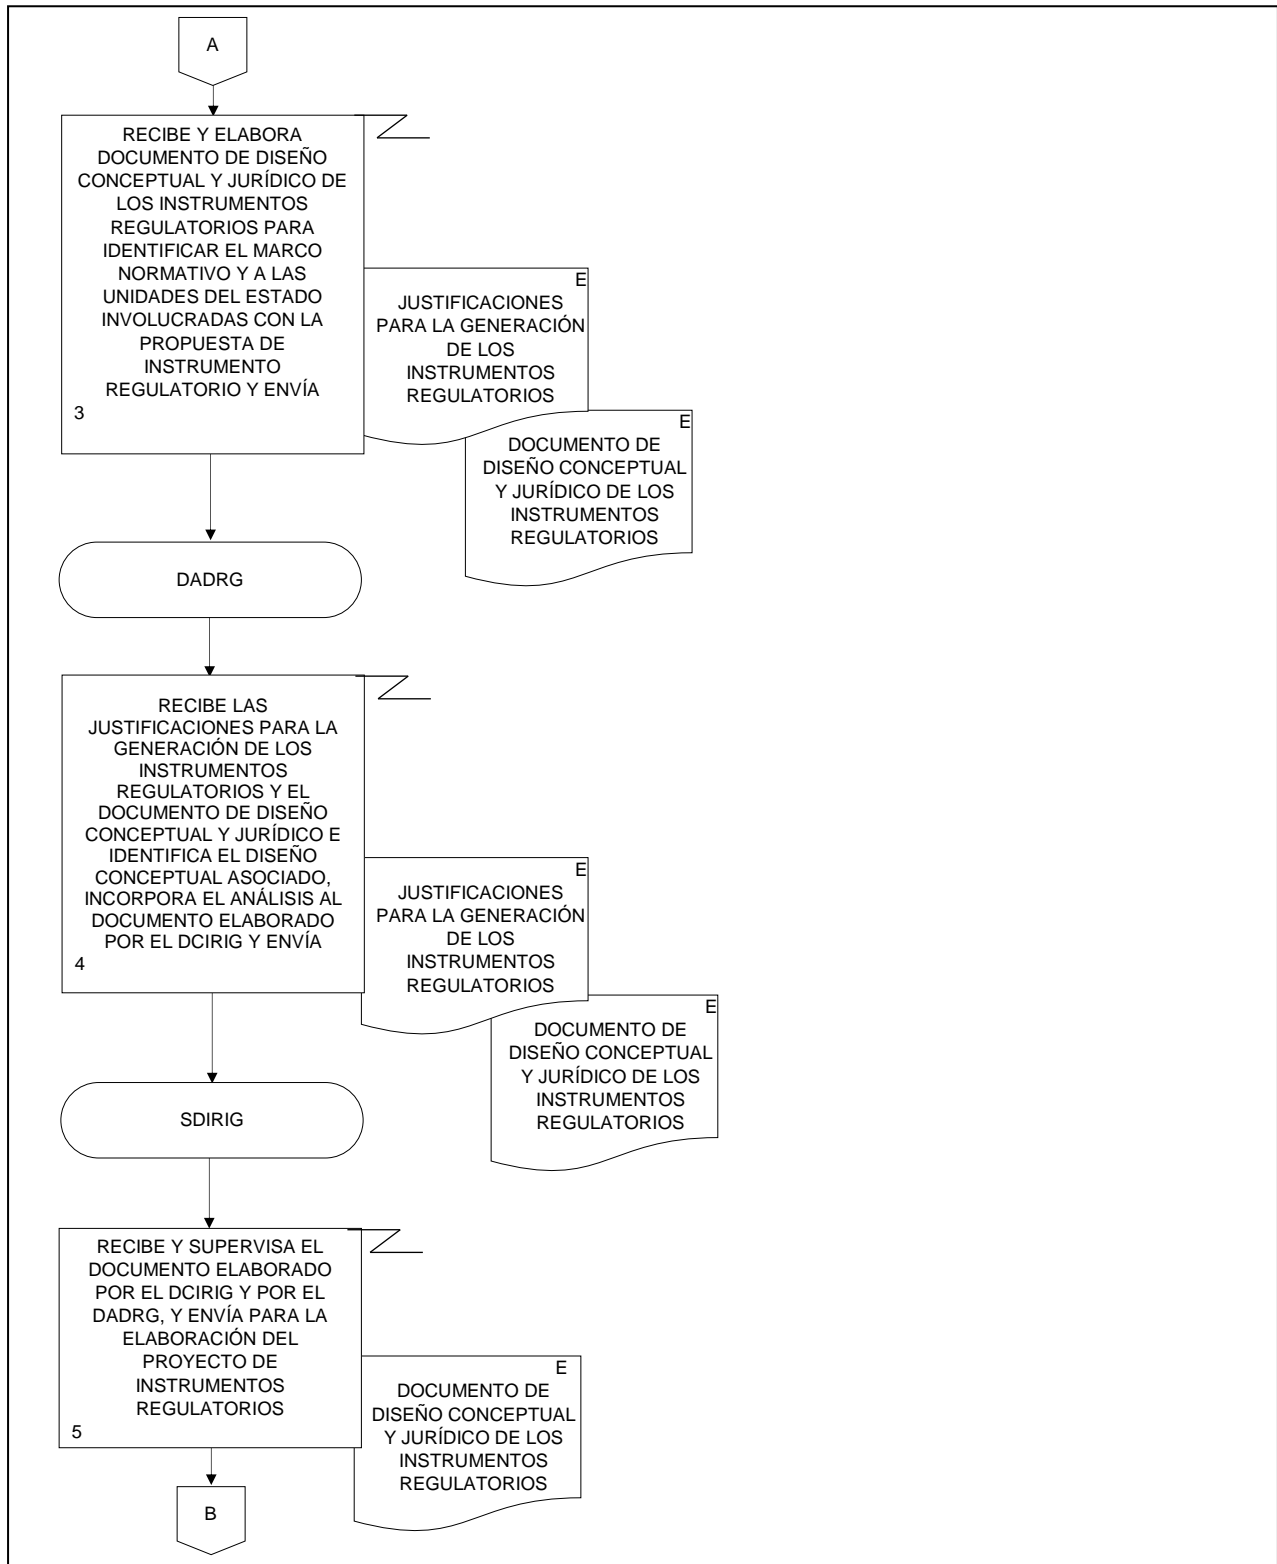 A
RECIBE Y ELABORA
DOCUMENTO DE DISEÑO
CONCEPTUAL Y JURÍDICO DE
LOS INSTRUMENTOS
REGULATORIOS PARA
IDENTIFICAR EL MARCO
NORMATIVO Y A LAS
UNIDADES DEL ESTADO
INVOLUCRADAS CON LA
PROPUESTA DE
INSTRUMENTO
REGULATORIO Y ENVÍA
3
E
JUSTIFICACIONES
PARA LA GENERACIÓN
DE LOS
INSTRUMENTOS
REGULATORIOS
E
DOCUMENTO DE
DISEÑO CONCEPTUAL
Y JURÍDICO DE LOS
INSTRUMENTOS
REGULATORIOS
DADRG
RECIBE LAS
JUSTIFICACIONES PARA LA
GENERACIÓN DE LOS
INSTRUMENTOS
REGULATORIOS Y EL
DOCUMENTO DE DISEÑO
CONCEPTUAL Y JURÍDICO E
IDENTIFICA EL DISEÑO
CONCEPTUAL ASOCIADO,
INCORPORA EL ANÁLISIS AL
DOCUMENTO ELABORADO
POR EL DCIRIG Y ENVÍA
4
E
JUSTIFICACIONES
PARA LA GENERACIÓN
DE LOS
INSTRUMENTOS
REGULATORIOS
E
DOCUMENTO DE
DISEÑO CONCEPTUAL
Y JURÍDICO DE LOS
INSTRUMENTOS
REGULATORIOS
SDIRIG
RECIBE Y SUPERVISA EL
DOCUMENTO ELABORADO
POR EL DCIRIG Y POR EL
DADRG, Y ENVÍA PARA LA
ELABORACIÓN DEL
PROYECTO DE
INSTRUMENTOS
REGULATORIOS
5
E
DOCUMENTO DE
DISEÑO CONCEPTUAL
Y JURÍDICO DE LOS
INSTRUMENTOS
REGULATORIOS
B